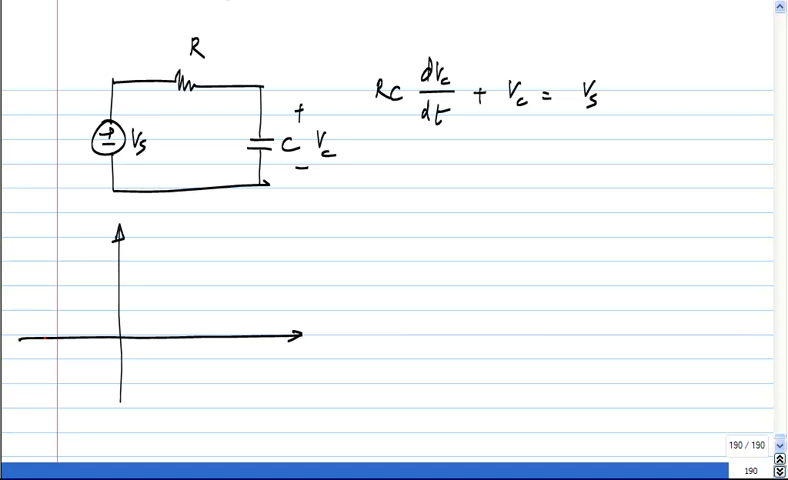 R
RC dVc/dt + Vc = Vs
+
+
−
Vs
C
Vc
−
190 / 190
190